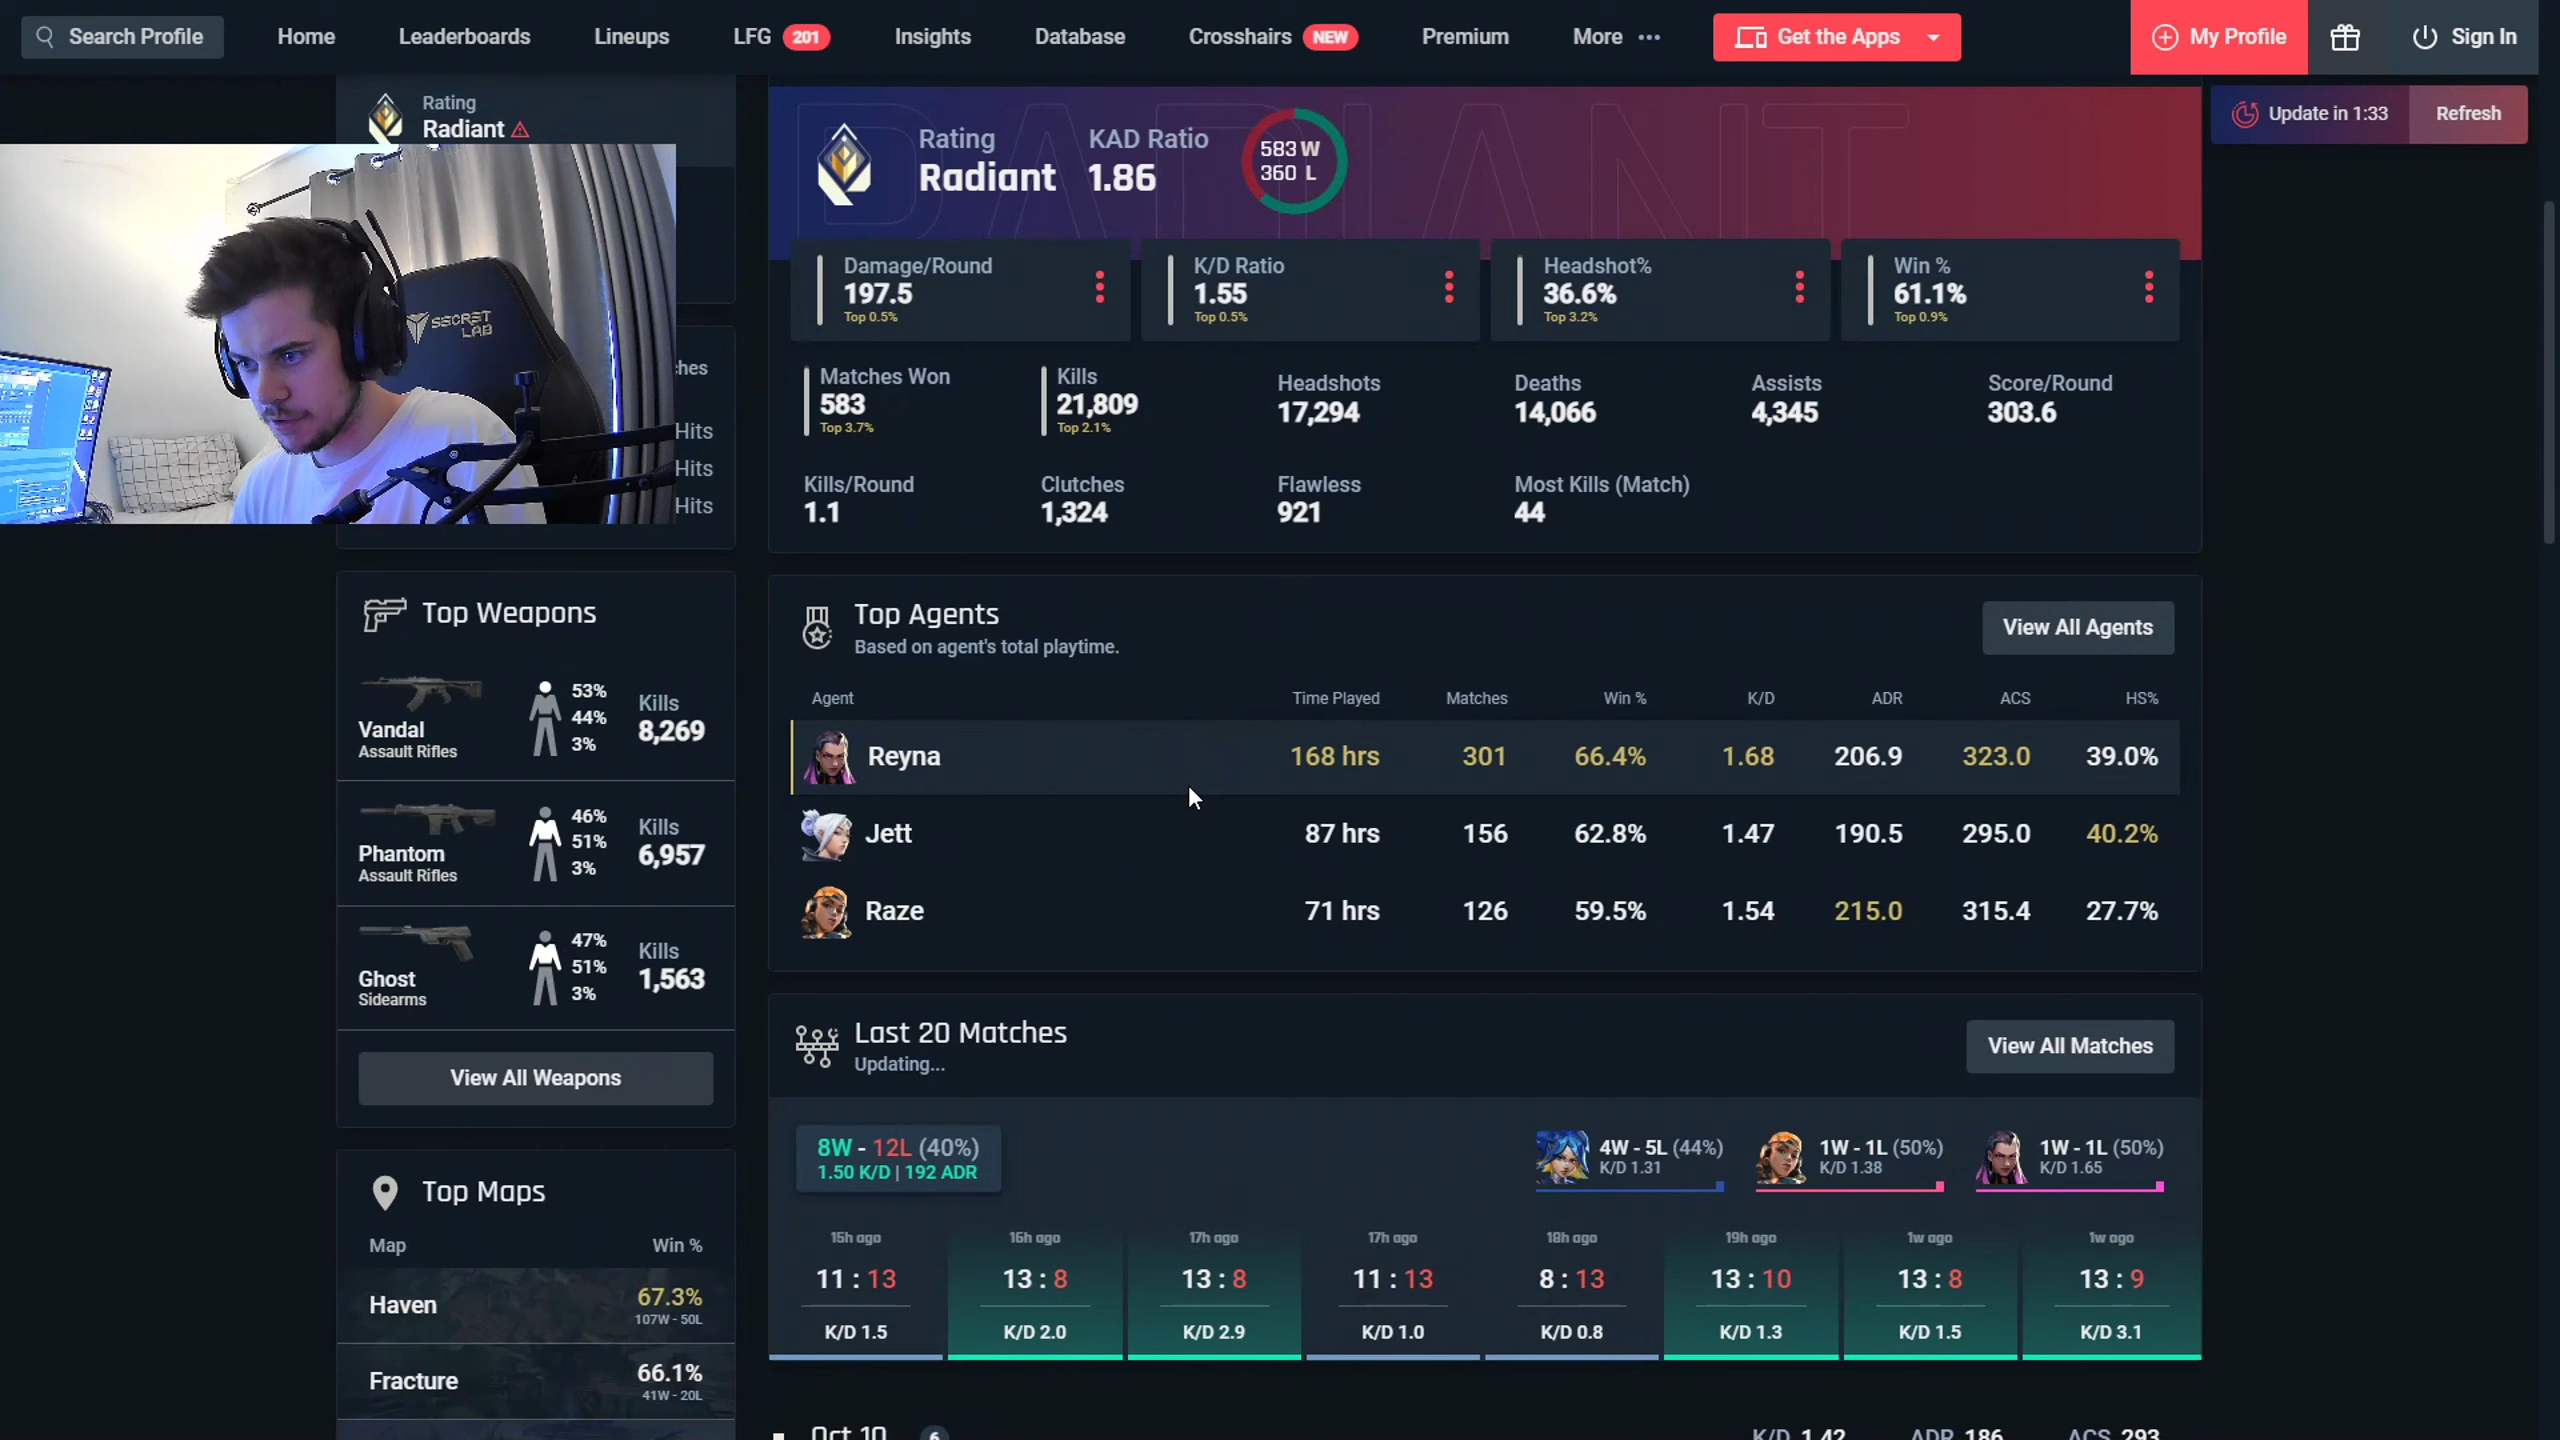 Search Profile
Home
Leaderboards
Lineups
LFG 201
Insights
Database
Crosshairs NEW
Premium
More
Get the Apps
My Profile
Sign In
Rating
Radiant
Update in 1:33
Refresh
RADIANT
Rating
Radiant
KAD Ratio
1.86
583 W
360 L
Damage/Round
197.5
Top 0.5%
K/D Ratio
1.55
Top 0.5%
Headshot%
36.6%
Top 3.2%
Win %
61.1%
Top 0.9%
Matches Won
583
Top 3.7%
Kills
21,809
Top 2.1%
Headshots
17,294
Deaths
14,066
Assists
4,345
Score/Round
303.6
Kills/Round
1.1
Clutches
1,324
Flawless
921
Most Kills (Match)
44
SECRET
LAB
ches
Hits
Hits
Hits
Top Weapons
Vandal
Assault Rifles
53%
44%
3%
Kills
8,269
Phantom
Assault Rifles
46%
51%
3%
Kills
6,957
Ghost
Sidearms
47%
51%
3%
Kills
1,563
View All Weapons
Top Maps
Map Win %
Haven 67.3%
107W - 50L
Fracture 66.1%
41W - 20L
Top Agents
Based on agent's total playtime.
View All Agents
Agent Time Played Matches Win % K/D ADR ACS HS%
Reyna 168 hrs 301 66.4% 1.68 206.9 323.0 39.0%
Jett 87 hrs 156 62.8% 1.47 190.5 295.0 40.2%
Raze 71 hrs 126 59.5% 1.54 215.0 315.4 27.7%
Last 20 Matches
Updating...
View All Matches
8W - 12L (40%)
1.50 K/D | 192 ADR
4W - 5L (44%)
K/D 1.31
1W - 1L (50%)
K/D 1.38
1W - 1L (50%)
K/D 1.65
15h ago 16h ago 17h ago 17h ago 18h ago 19h ago 1w ago 1w ago
11 : 13 13 : 8 13 : 8 11 : 13 8 : 13 13 : 10 13 : 8 13 : 9
K/D 1.5 K/D 2.0 K/D 2.9 K/D 1.0 K/D 0.8 K/D 1.3 K/D 1.5 K/D 3.1
Oct 10 6 K/D 1.42 ADR 186 ACS 293